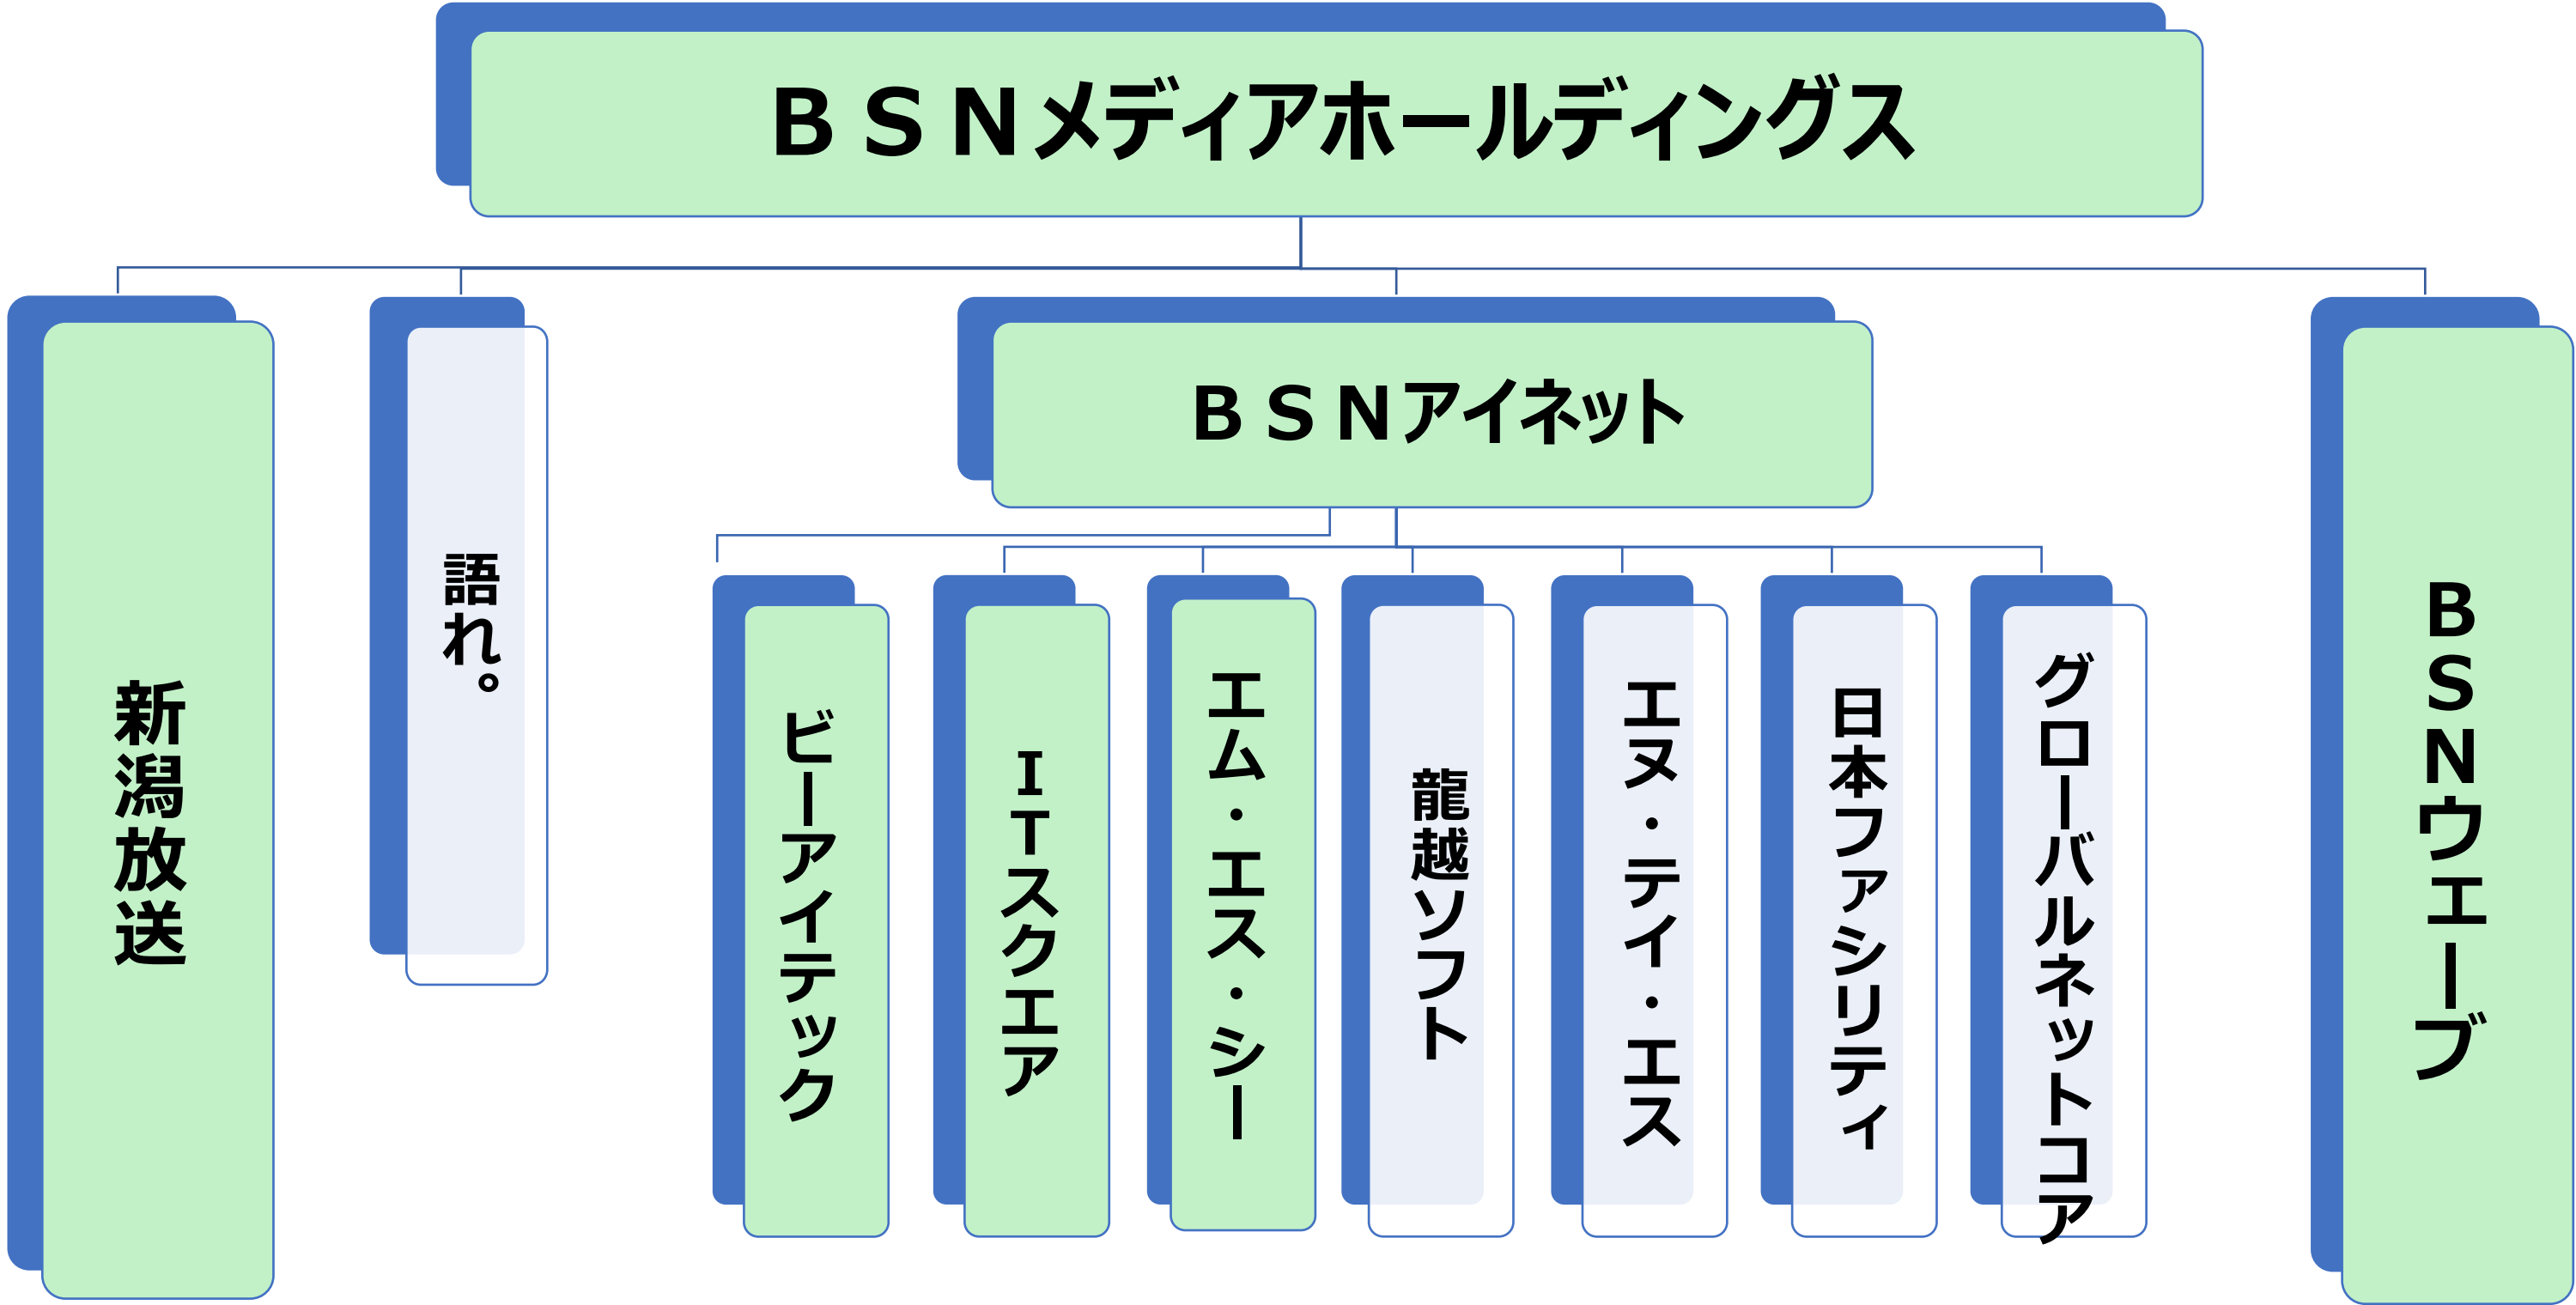 ＢＳＮメディアホールディングス
新潟放送
語れ。
ＢＳＮアイネット
ビーアイテック
ＩＴスクエア
エム・エス・シー
龍越ソフト
エヌ・テイ・エス
日本ファシリティ
グローバルネットコア
ＢＳＮウエーブ